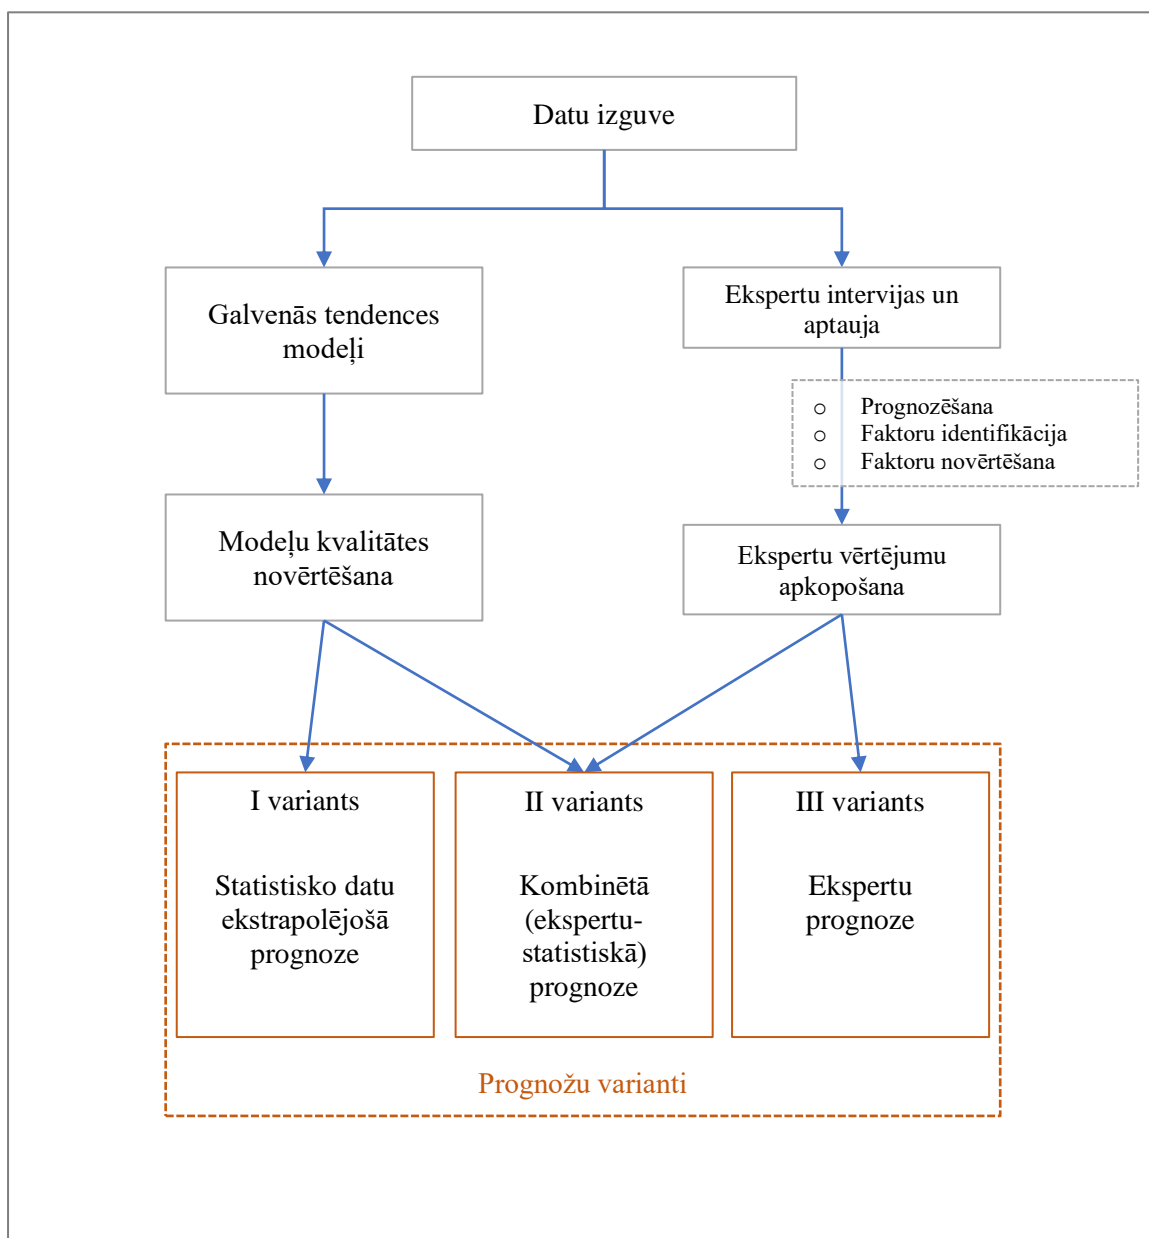 Datu izguve
Galvenās tendences
modeļi
Ekspertu intervijas un
aptauja
o Prognozēšana
o Faktoru identifikācija
o Faktoru novērtēšana
Modeļu kvalitātes
novērtēšana
Ekspertu vērtējumu
apkopošana
I variants
Statistisko datu
ekstrapolējošā
prognoze
II variants
Kombinētā
(ekspertu-
statistiskā)
prognoze
III variants
Ekspertu
prognoze
Prognožu varianti